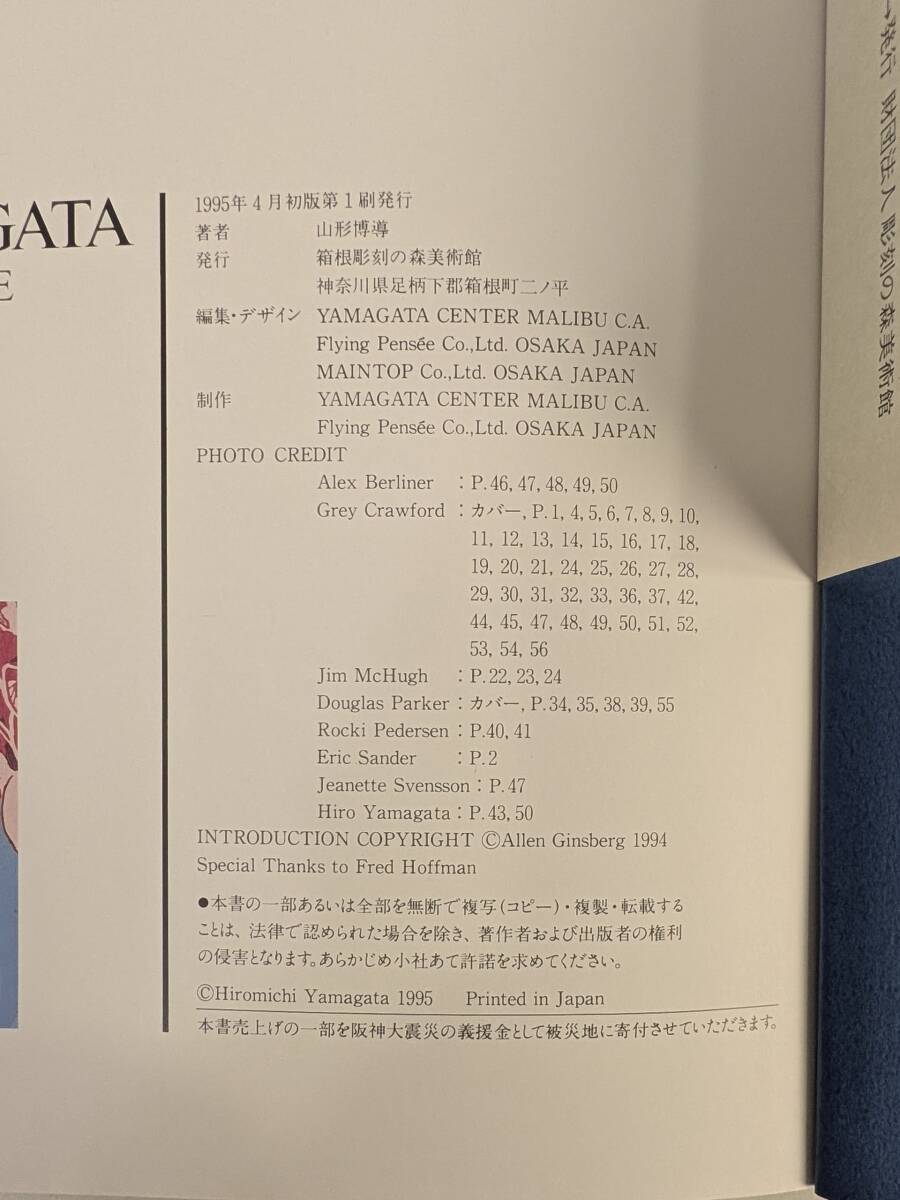 GATA
E
1995年4月初版第1刷発行
著者 山形博導
発行 箱根彫刻の森美術館
神奈川県足柄下郡箱根町二ノ平
編集・デザイン YAMAGATA CENTER MALIBU C.A.
Flying Pensée Co.,Ltd. OSAKA JAPAN
MAINTOP Co.,Ltd. OSAKA JAPAN
制作 YAMAGATA CENTER MALIBU C.A.
Flying Pensée Co.,Ltd. OSAKA JAPAN
PHOTO CREDIT
Alex Berliner : P.46, 47, 48, 49, 50
Grey Crawford : カバー, P.1, 4, 5, 6, 7, 8, 9, 10,
11, 12, 13, 14, 15, 16, 17, 18,
19, 20, 21, 24, 25, 26, 27, 28,
29, 30, 31, 32, 33, 36, 37, 42,
44, 45, 47, 48, 49, 50, 51, 52,
53, 54, 56
Jim McHugh : P.22, 23, 24
Douglas Parker : カバー, P.34, 35, 38, 39, 55
Rocki Pedersen : P.40, 41
Eric Sander : P.2
Jeanette Svensson : P.47
Hiro Yamagata : P.43, 50
INTRODUCTION COPYRIGHT ©Allen Ginsberg 1994
Special Thanks to Fred Hoffman
●本書の一部あるいは全部を無断で複写(コピー)・複製・転載する
ことは、法律で認められた場合を除き、著作者および出版者の権利
の侵害となります。あらかじめ小社あて許諾を求めてください。
©Hiromichi Yamagata 1995 Printed in Japan
本書売上げの一部を阪神大震災の義援金として被災地に寄付させていただきます。
発行 財団法人 彫刻の森美術館